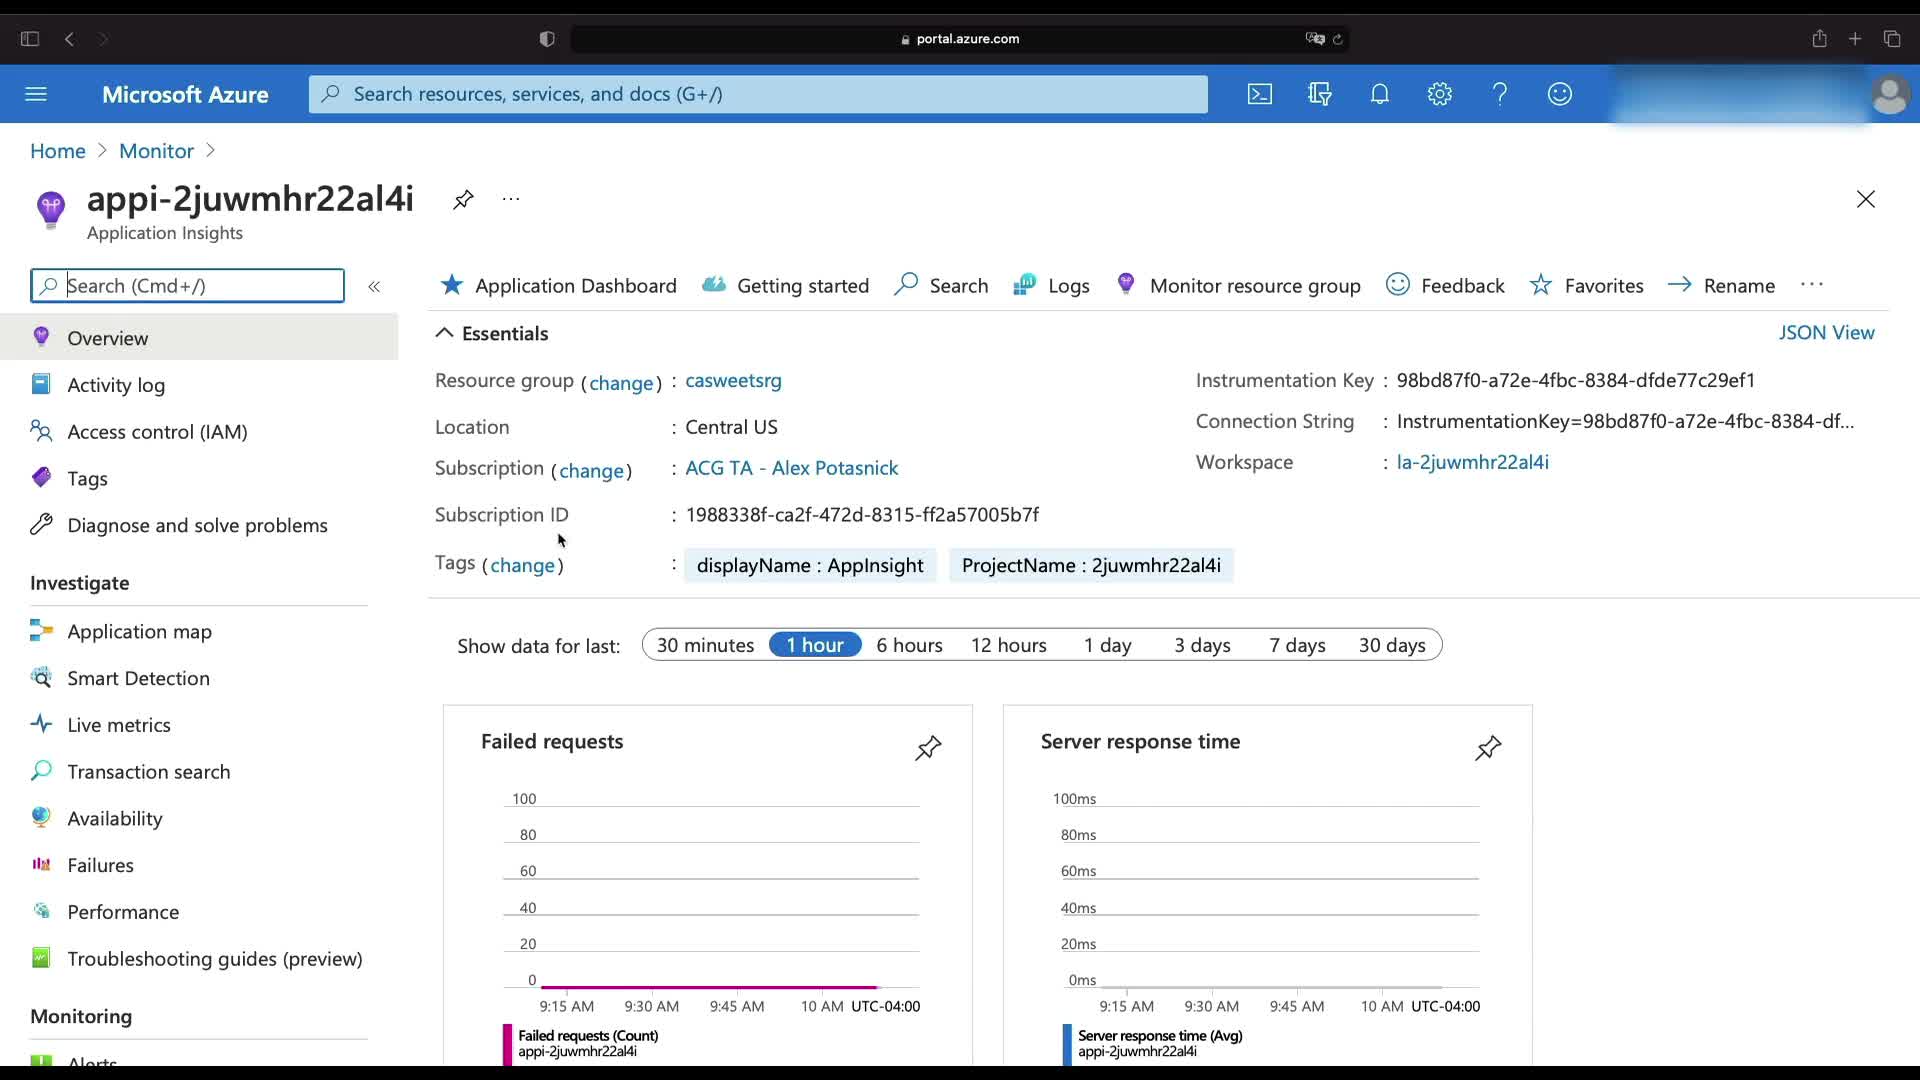 portal.azure.com
Microsoft Azure
Search resources, services, and docs (G+/)
Home > Monitor >
appi-2juwmhr22al4i
...
Application Insights
Search (Cmd+/)
«
Application Dashboard Getting started Search Logs Monitor resource group Feedback Favorites Rename ...
Overview
Activity log
Access control (IAM)
Tags
Diagnose and solve problems
Investigate
Application map
Smart Detection
Live metrics
Transaction search
Availability
Failures
Performance
Troubleshooting guides (preview)
Monitoring
Alerts
Essentials
JSON View
Resource group (change) : casweetsrg
Location : Central US
Subscription (change) : ACG TA - Alex Potasnick
Subscription ID : 1988338f-ca2f-472d-8315-ff2a57005b7f
Tags (change) : displayName : AppInsight ProjectName : 2juwmhr22al4i
Instrumentation Key : 98bd87f0-a72e-4fbc-8384-dfde77c29ef1
Connection String : InstrumentationKey=98bd87f0-a72e-4fbc-8384-df...
Workspace : la-2juwmhr22al4i
Show data for last: 30 minutes 1 hour 6 hours 12 hours 1 day 3 days 7 days 30 days
Failed requests
100
80
60
40
20
0
9:15 AM 9:30 AM 9:45 AM 10 AM UTC-04:00
Failed requests (Count)
appi-2juwmhr22al4i
Server response time
100ms
80ms
60ms
40ms
20ms
0ms
9:15 AM 9:30 AM 9:45 AM 10 AM UTC-04:00
Server response time (Avg)
appi-2juwmhr22al4i